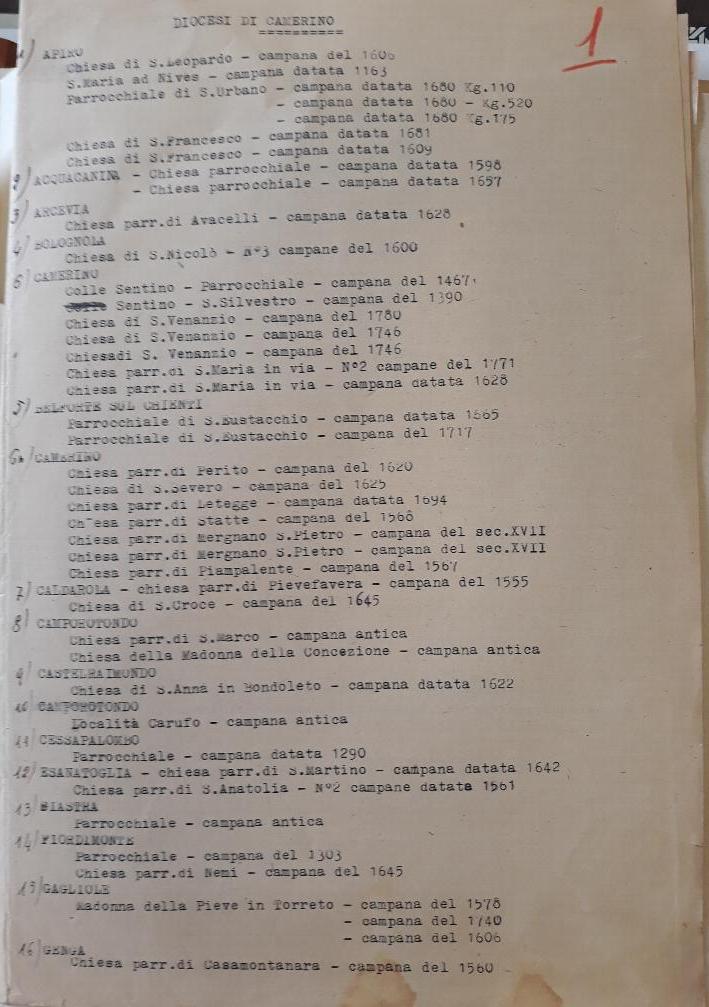 DIOCESI DI CAMERINO
==========
1
1/ APIRO
Chiesa di S.Leopardo - campana del 1606
S.Maria ad Nives - campana datata 1163
Parrocchiale di S.Urbano - campana datata 1680 Kg.110
- campana datata 1680 - Kg.520
- campana datata 1680 Kg.175
Chiesa di S.Francesco - campana datata 1681
Chiesa di S.Francesco - campana datata 1609
2/ ACQUACANINA - Chiesa parrocchiale - campana datata 1598
- Chiesa parrocchiale - campana datata 1657
3/ ARCEVIA
Chiesa parr.di Avacelli - campana datata 1628
4/ BOLOGNOLA
Chiesa di S.Nicolò - N°3 campane del 1600
6/ CAMERINO
Colle Sentino - Parrocchiale - campana del 1467
Sentino - S.Silvestro - campana del 1390
Chiesa di S.Venanzio - campana del 1780
Chiesa di S.Venanzio - campana del 1746
Chiesadi S. Venanzio - campana del 1746
Chiesa parr.di S.Maria in via - N°2 campane del 1771
Chiesa parr.di S.Maria in via - campana datata 1628
5/ BELFORTE SUL CHIENTI
Parrocchiale di S.Eustacchio - campana datata 1665
Parrocchiale di S.Eustacchio - campana del 1717
6a CAMERINO
Chiesa parr.di Perito - campana del 1620
Chiesa di S.Severo - campana del 1625
Chiesa parr.di Letegge - campana datata 1694
Chiesa parr.di Statte - campana del 1568
Chiesa parr.di Mergnano S.Pietro - campana del sec.XVII
Chiesa parr.di Mergnano S.Pietro - campana del sec.XVII
Chiesa parr.di Piampalente - campana del 1567
7/ CALDAROLA - chiesa parr.di Pievefavera - campana del 1555
Chiesa di S.Croce - campana del 1645
8/ CAMPOROTONDO
Chiesa parr.di S.Marco - campana antica
Chiesa della Madonna della Concezione - campana antica
9/ CASTELRAIMONDO
Chiesa di S.Anna in Bondoleto - campana datata 1622
10 CAMPOROTONDO
Località Carufo - campana antica
11/ CESSAPALOMBO
Parrocchiale - campana datata 1290
12/ ESANATOGLIA - chiesa parr.di S.Martino - campana datata 1642
Chiesa parr.di S.Anatolia - N°2 campane datate 1561
13/ FIASTRA
Parrocchiale - campana antica
14/ FIORDIMONTE
Parrocchiale - campana del 1303
Chiesa parr.di Nemi - campana del 1645
15/ GAGLIOLE
Madonna della Pieve in Torreto - campana del 1578
- campana del 1740
- campana del 1606
16/ GENGA
Chiesa parr.di Casamontanara - campana del 1560